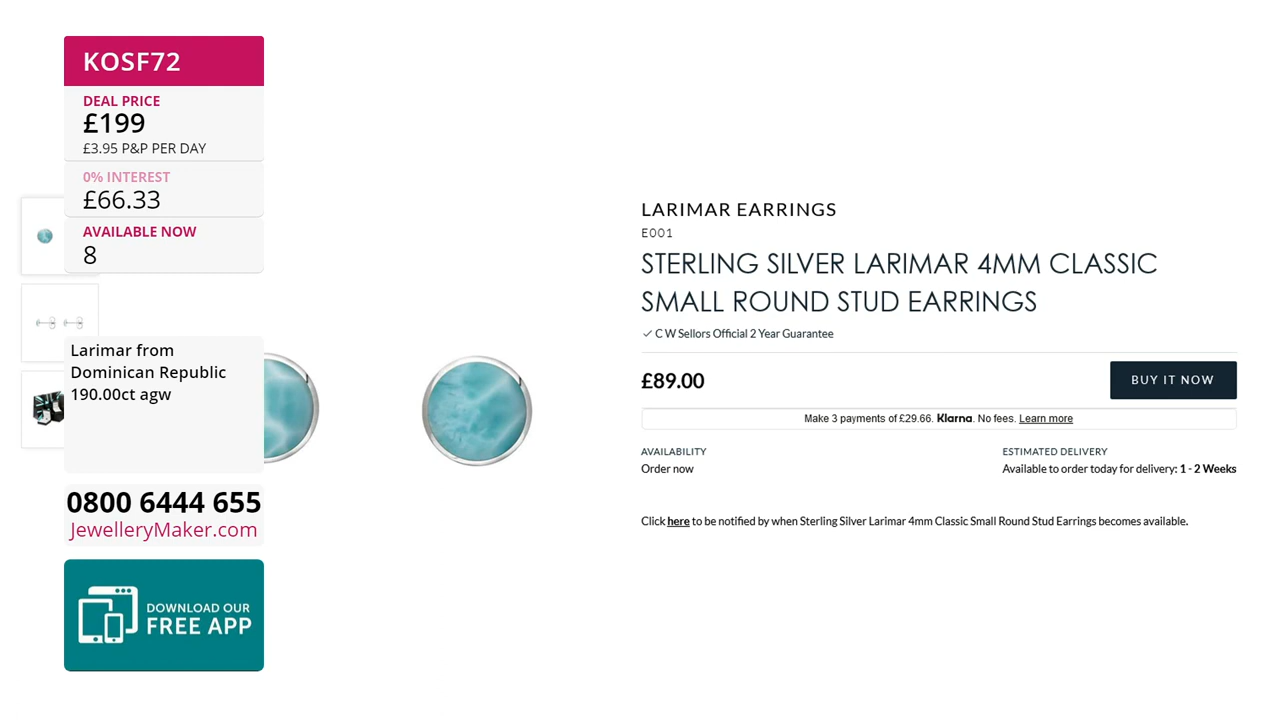 KOSF72
DEAL PRICE
£199
£3.95 P&P PER DAY
0% INTEREST
£66.33
AVAILABLE NOW
8
Larimar from
Dominican Republic
190.00ct agw
0800 6444 655
JewelleryMaker.com
DOWNLOAD OUR
FREE APP
LARIMAR EARRINGS
E001
STERLING SILVER LARIMAR 4MM CLASSIC
SMALL ROUND STUD EARRINGS
✓ C W Sellors Official 2 Year Guarantee
£89.00
BUY IT NOW
Make 3 payments of £29.66. Klarna. No fees. Learn more
AVAILABILITY
Order now
ESTIMATED DELIVERY
Available to order today for delivery: 1 - 2 Weeks
Click here to be notified by when Sterling Silver Larimar 4mm Classic Small Round Stud Earrings becomes available.